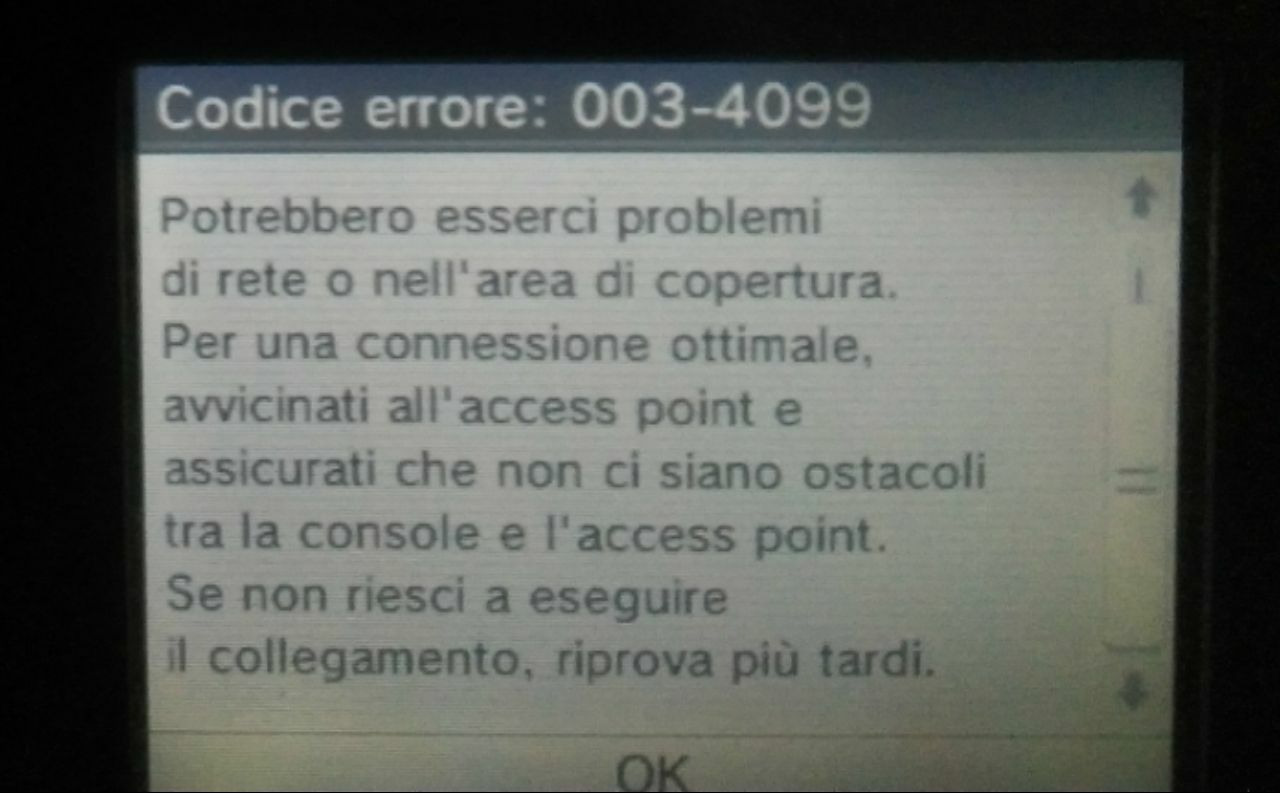 Codice errore: 003-4099
Potrebbero esserci problemi
di rete o nell'area di copertura.
Per una connessione ottimale,
avvicinati all'access point e
assicurati che non ci siano ostacoli
tra la console e l'access point.
Se non riesci a eseguire
il collegamento, riprova più tardi.
OK